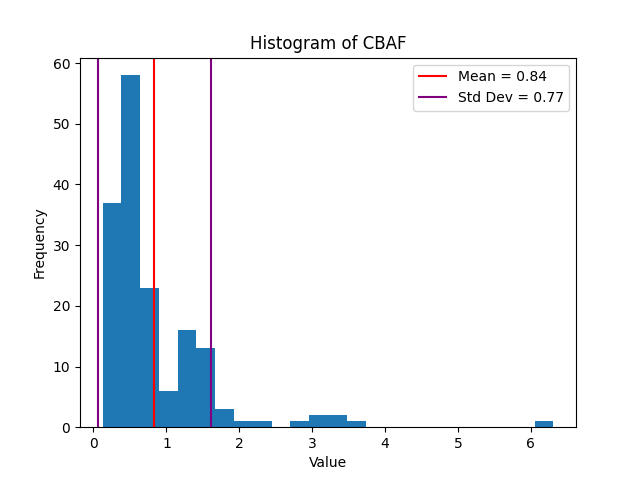 Histogram of CBAF
Mean = 0.84
Std Dev = 0.77
60
50
40
30
20
10
0
Frequency
0 1 2 3 4 5 6
Value